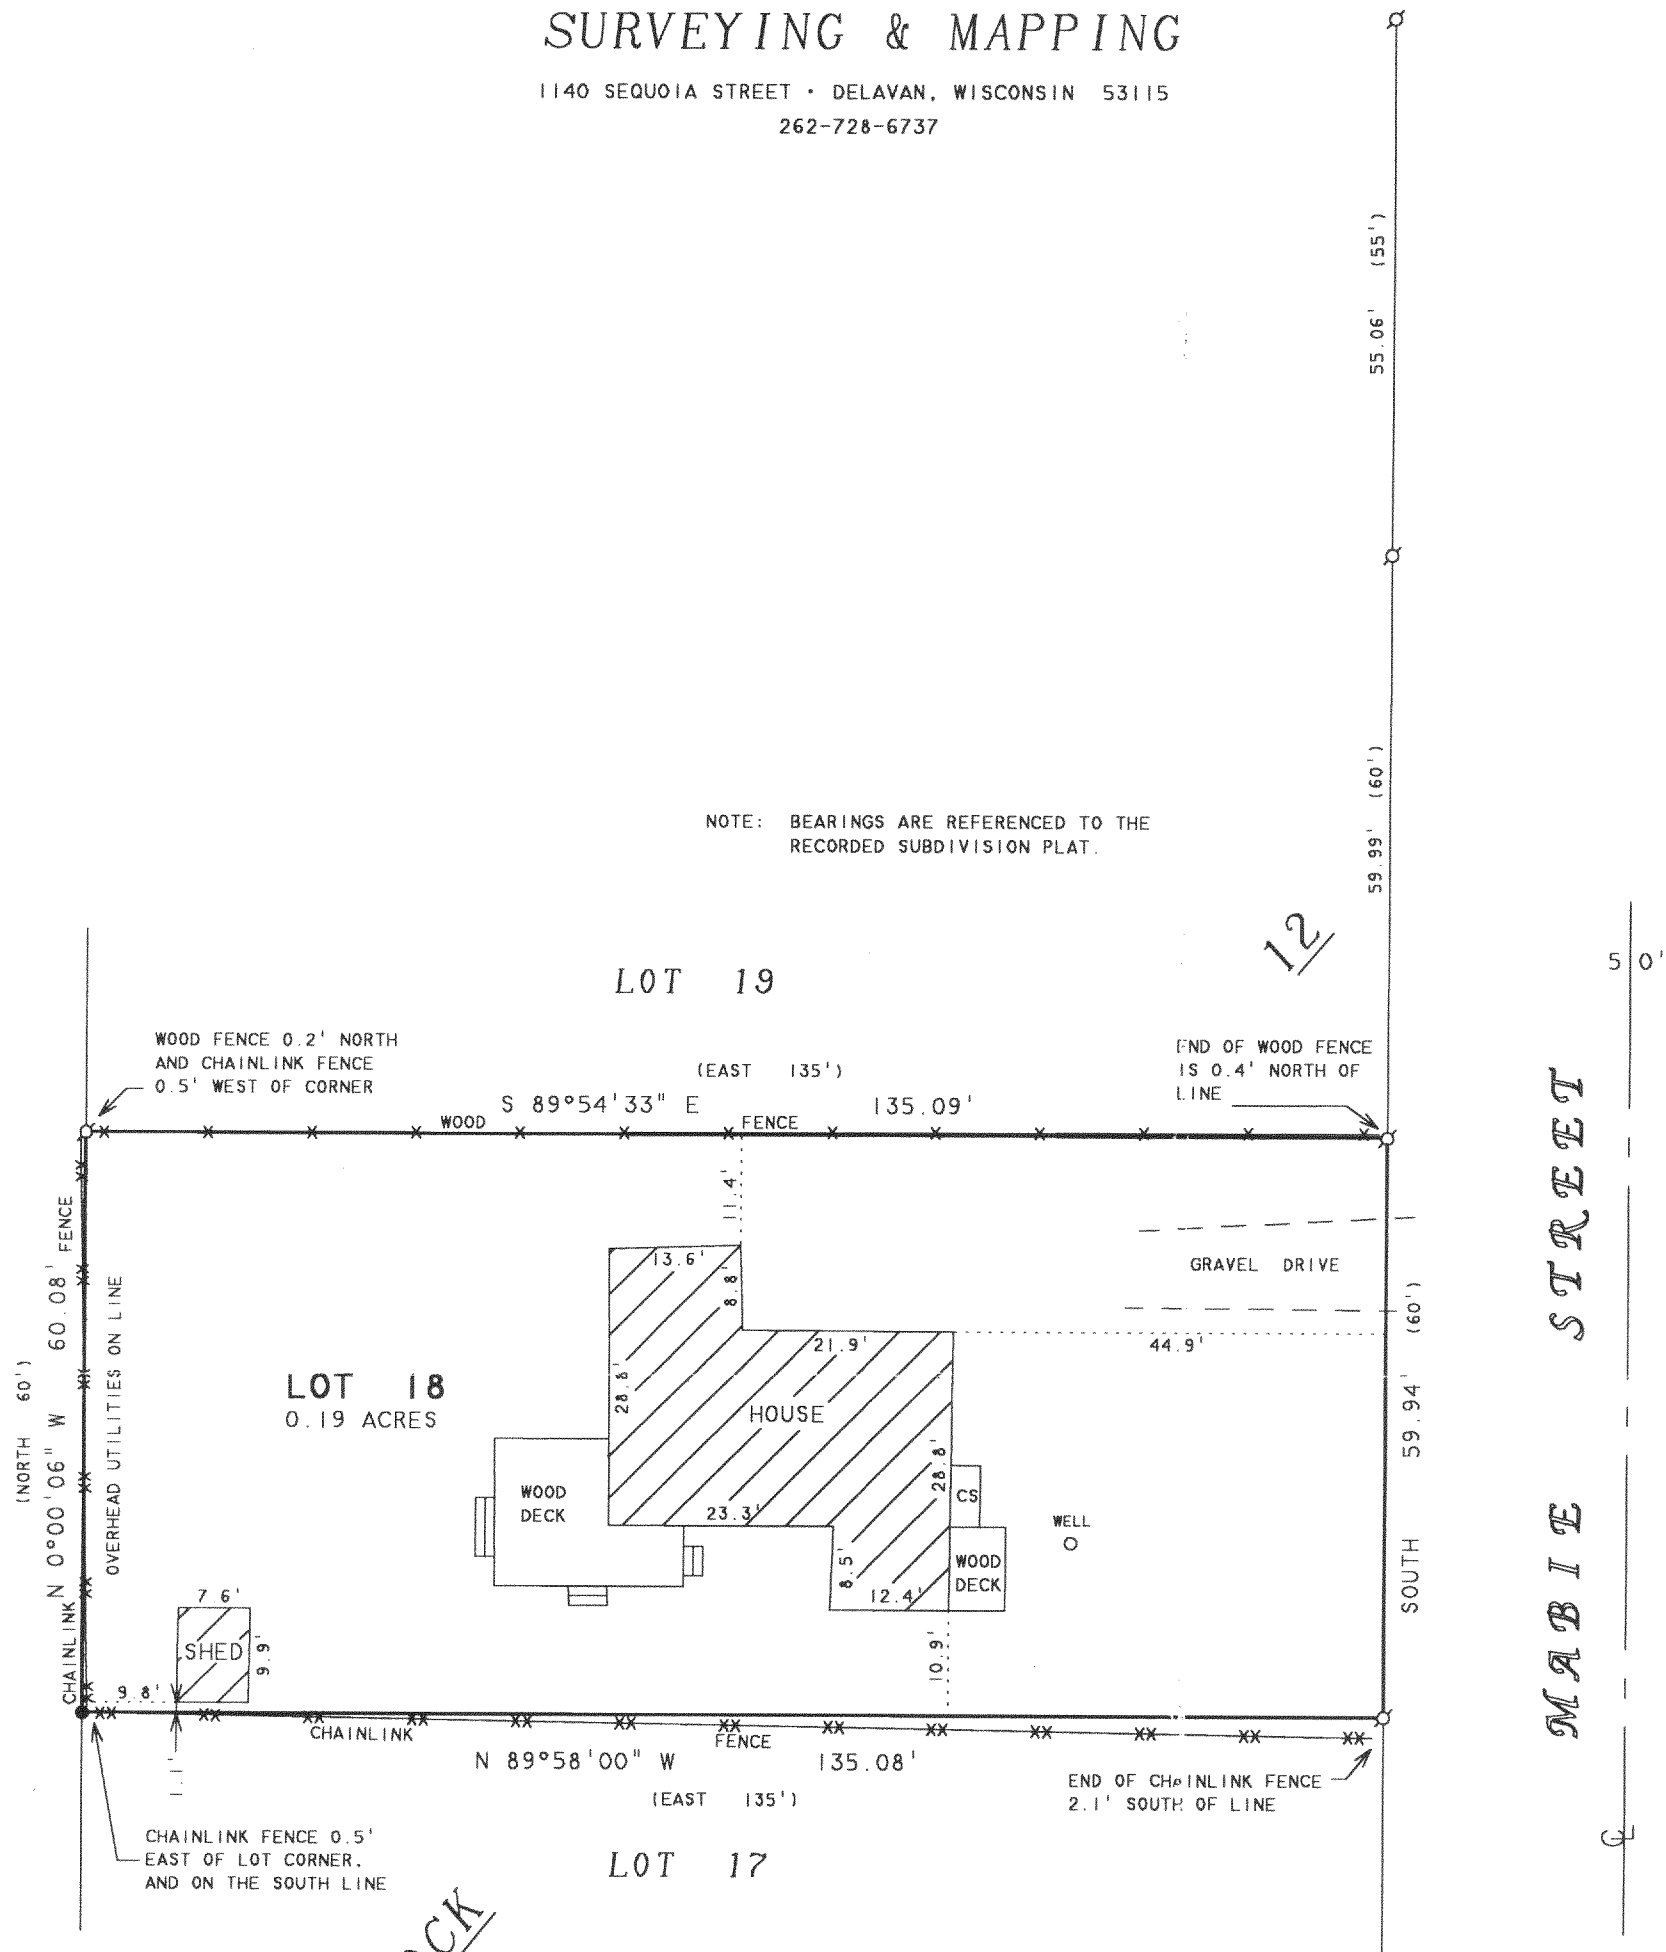 SURVEYING & MAPPING
1140 SEQUOIA STREET • DELAVAN, WISCONSIN 53115
262-728-6737
55.06' (55')
59.99' (60')
NOTE: BEARINGS ARE REFERENCED TO THE
RECORDED SUBDIVISION PLAT.
12
50'
LOT 19
WOOD FENCE 0.2' NORTH
AND CHAINLINK FENCE
0.5' WEST OF CORNER
(EAST 135')
S 89°54'33" E 135.09'
END OF WOOD FENCE
IS 0.4' NORTH OF
LINE
WOOD FENCE
11.4'
13.6'
8.8'
GRAVEL DRIVE
21.9'
44.9'
28.8'
HOUSE
28.8'
LOT 18
0.19 ACRES
(NORTH 60')
N 0°00'06" W 60.08'
CHAINLINK FENCE
OVERHEAD UTILITIES ON LINE
WOOD
DECK
23.3'
CS
WELL
WOOD
DECK
8.5'
12.4'
10.9'
SOUTH 59.94' (60')
MABIE STREET
7.6'
SHED
9.9'
9.8'
CHAINLINK FENCE
N 89°58'00" W 135.08'
(EAST 135')
1.1'
END OF CHAINLINK FENCE
2.1' SOUTH OF LINE
CHAINLINK FENCE 0.5'
EAST OF LOT CORNER.
AND ON THE SOUTH LINE
LOT 17
CL